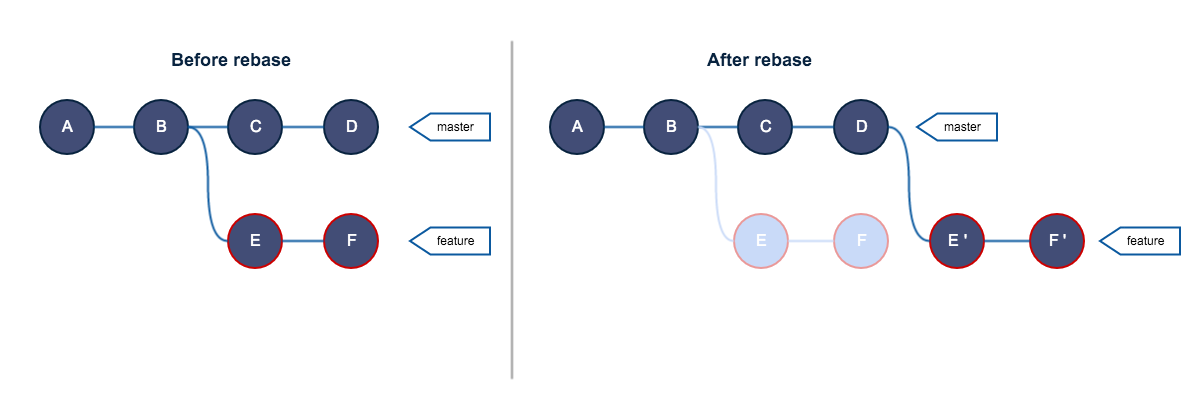 Before rebase
A B C D master
E F feature
After rebase
A B C D master
E F E ' F ' feature